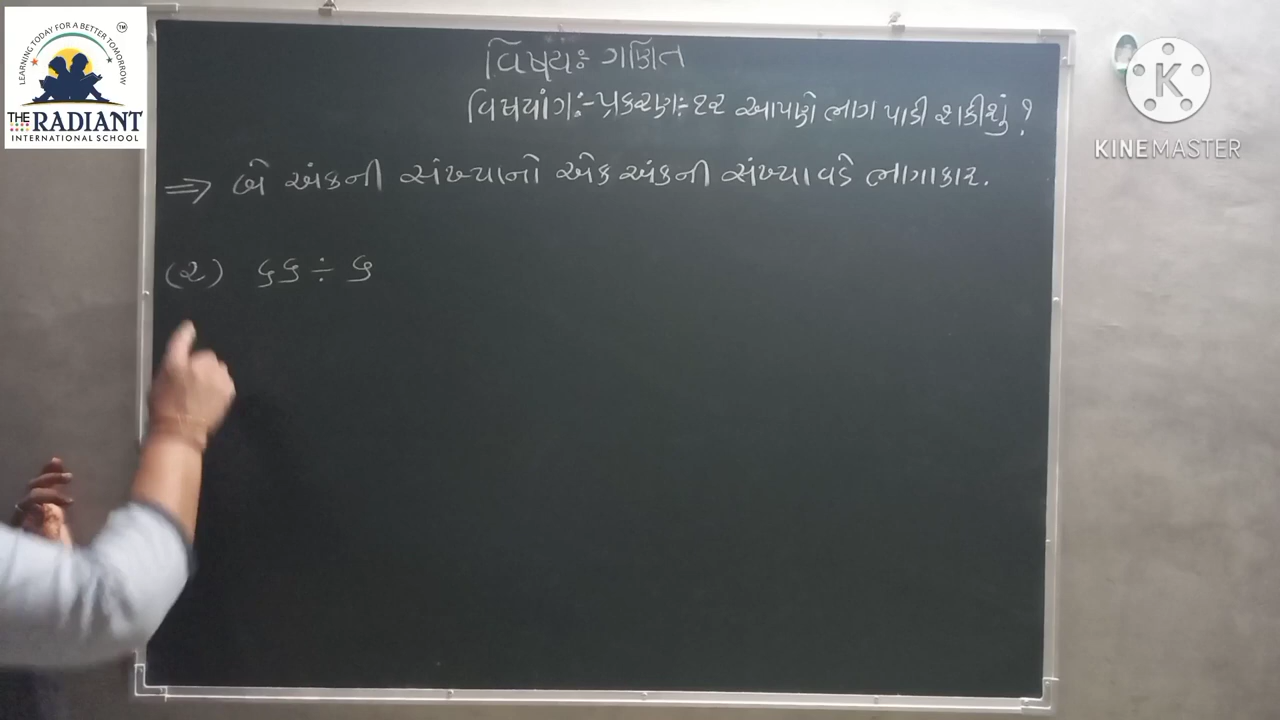 LEARNING TODAY FOR A BETTER TOMORROW
TM
THE RADIANT
INTERNATIONAL SCHOOL
K
KINEMASTER
વિષય: ગણિત
વિષયાંગ:- પ્રકરણ:- ૧૨ આપણે ભાગ પાડી શકીશું ?
⇒ બે અંકની સંખ્યાનો એક અંકની સંખ્યા વડે ભાગાકાર.
(૨) ૬૬ ÷ ૬